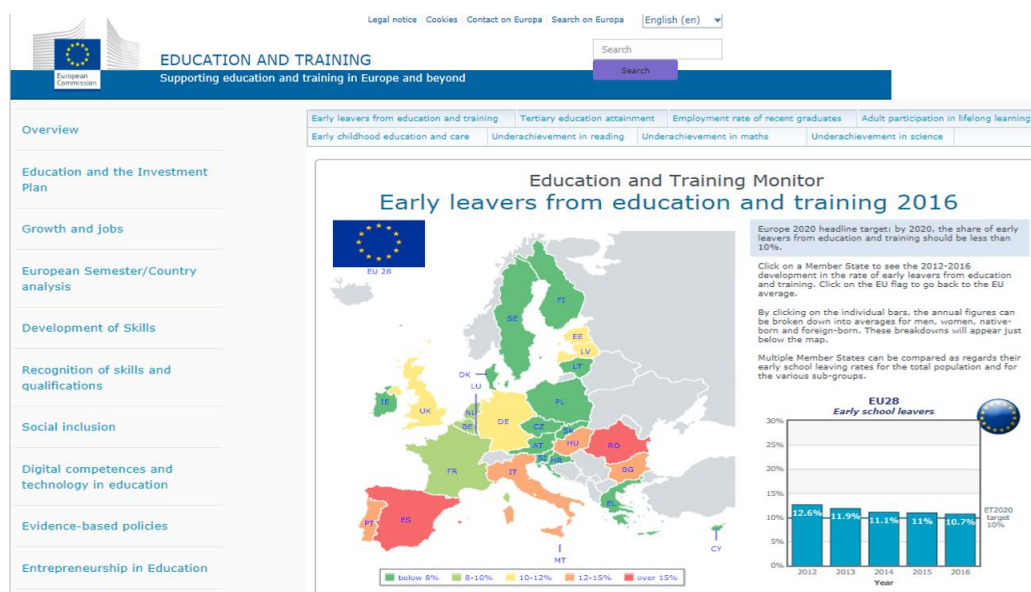 Legal notice Cookies Contact on Europa Search on Europa English (en)
European
Commission
EDUCATION AND TRAINING
Supporting education and training in Europe and beyond
Search
Search
Overview
Education and the Investment
Plan
Growth and jobs
European Semester/Country
analysis
Development of Skills
Recognition of skills and
qualifications
Social inclusion
Digital competences and
technology in education
Evidence-based policies
Entrepreneurship in Education
Early leavers from education and training Tertiary education attainment Employment rate of recent graduates Adult participation in lifelong learning
Early childhood education and care Underachievement in reading Underachievement in maths Underachievement in science
Education and Training Monitor
Early leavers from education and training 2016
EU 28
FI
SE
EE
LV
LT
DK
LU
IE
UK
NL
BE
DE
PL
CZ
SK
AT
HU
RO
FR
SI
HR
IT
BG
PT
ES
EL
MT
CY
below 8% 8-10% 10-12% 12-15% over 15%
Europe 2020 headline target: by 2020, the share of early
leavers from education and training should be less than
10%.
Click on a Member State to see the 2012-2016
development in the rate of early leavers from education
and training. Click on the EU flag to go back to the EU
average.
By clicking on the individual bars, the annual figures can
be broken down into averages for men, women, native-
born and foreign-born. These breakdowns will appear just
below the map.
Multiple Member States can be compared as regards their
early school leaving rates for the total population and for
the various sub-groups.
EU28
Early school leavers
30%
25%
20%
15%
10%
5%
0%
12.6% 11.9% 11.1% 11% 10.7%
ET2020
target
10%
2012 2013 2014 2015 2016
Year